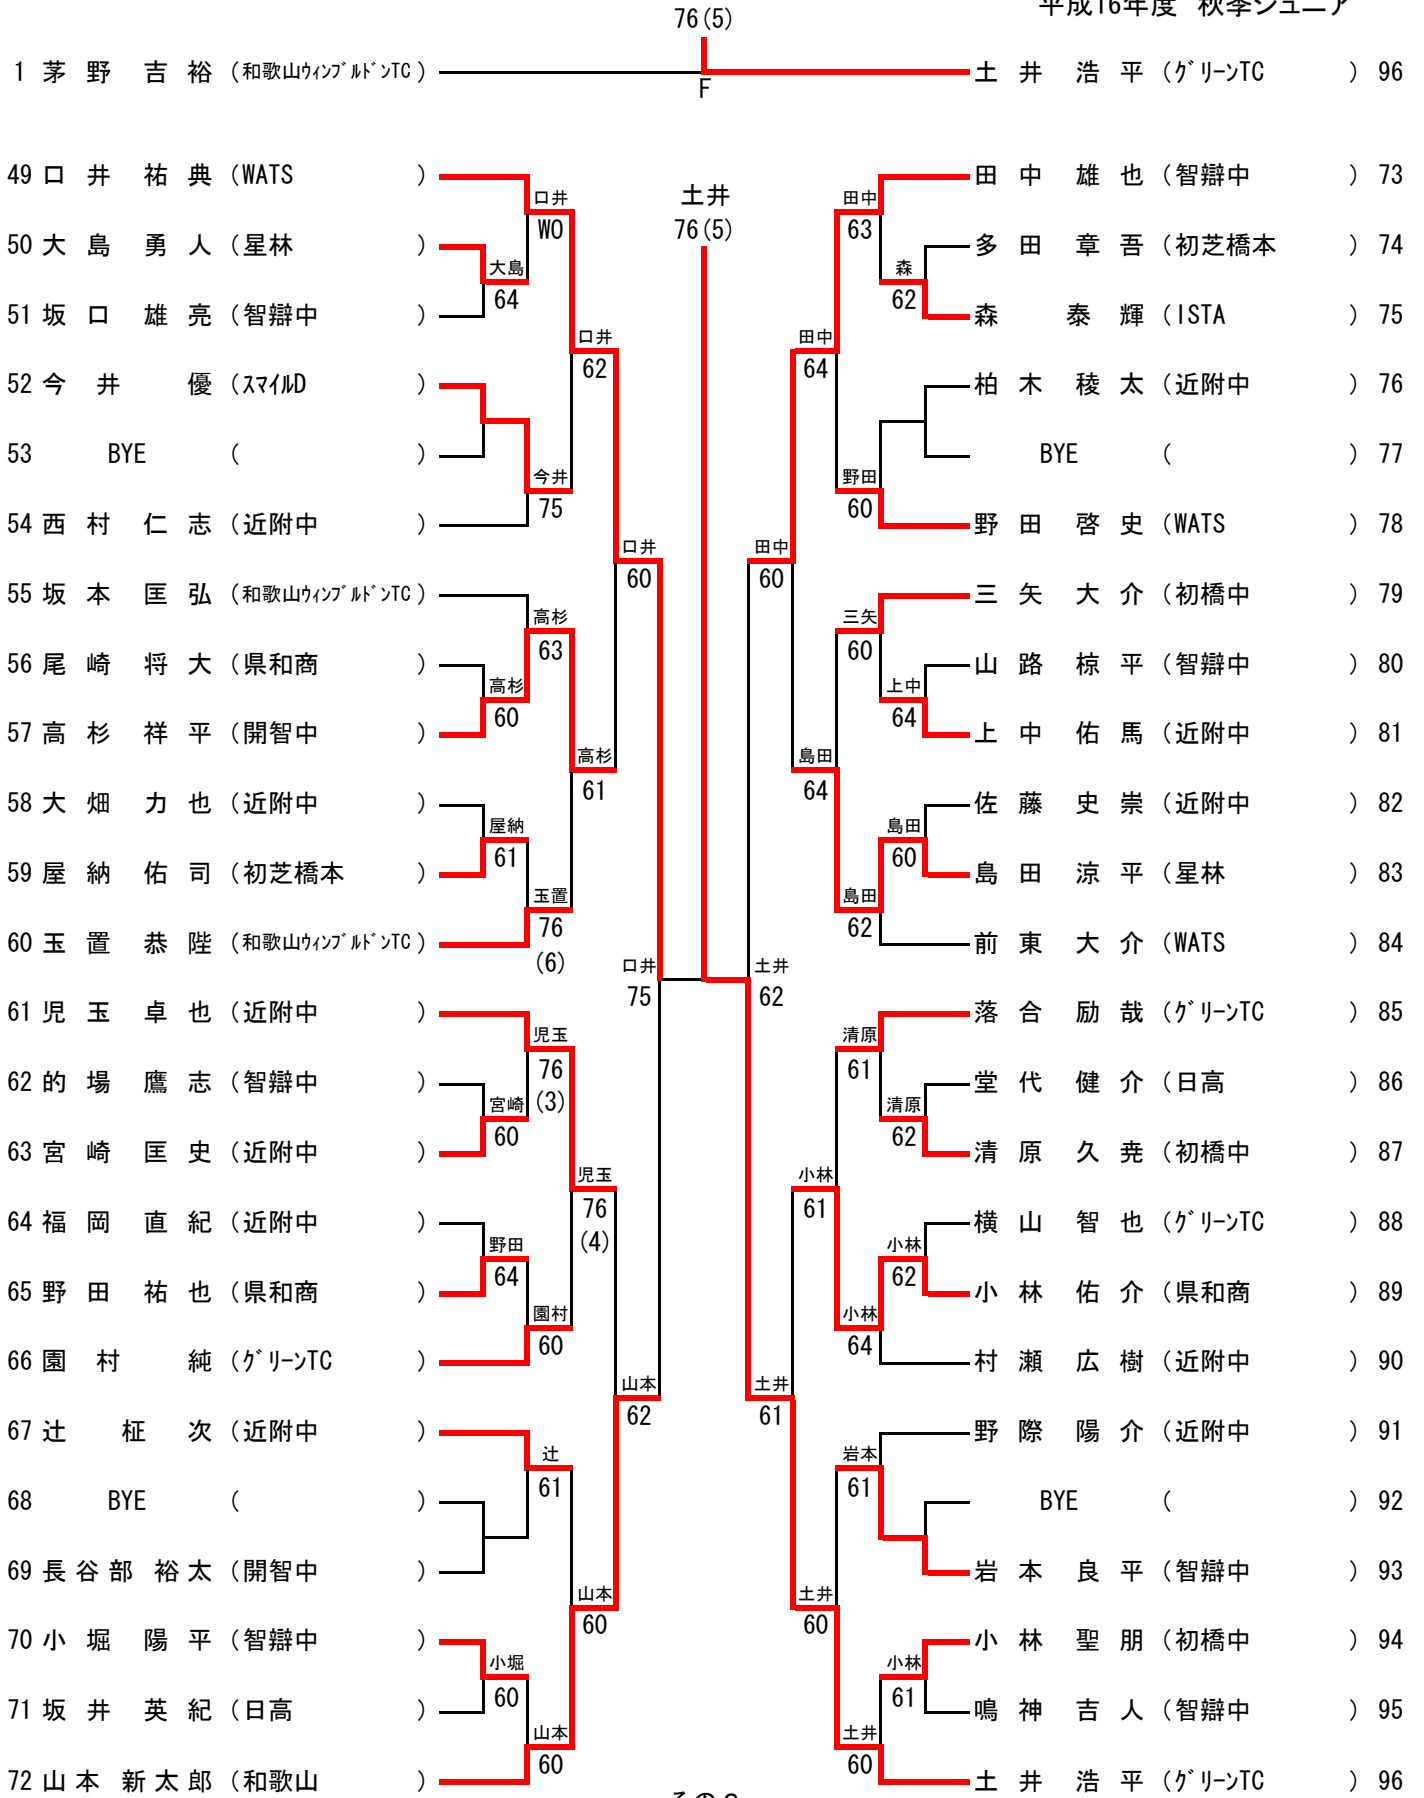 平成16年度 秋季ジュニア
76(5)
1 茅野 吉裕 (和歌山ｳｨﾝﾌﾞﾙﾄﾞﾝTC)
土井 浩平 (ｸﾞﾘｰﾝTC) 96
F
49 口井 祐典 (WATS)
田中 雄也 (智辯中) 73
口井
土井
田中
WO
76(5)
63
50 大島 勇人 (星林)
多田 章吾 (初芝橋本) 74
大島
森
64
62
51 坂口 雄亮 (智辯中)
森 泰輝 (ISTA) 75
口井
田中
62
64
52 今井 優 (ｽﾏｲﾙD)
柏木 稜太 (近附中) 76
53 BYE ( )
BYE ( ) 77
今井
野田
75
60
54 西村 仁志 (近附中)
野田 啓史 (WATS) 78
口井
田中
60
60
55 坂本 匡弘 (和歌山ｳｨﾝﾌﾞﾙﾄﾞﾝTC)
三矢 大介 (初橋中) 79
高杉
三矢
63
60
56 尾崎 将大 (県和商)
山路 椋平 (智辯中) 80
高杉
上中
60
64
57 高杉 祥平 (開智中)
上中 佑馬 (近附中) 81
高杉
島田
61
64
58 大畑 力也 (近附中)
佐藤 史崇 (近附中) 82
屋納
島田
61
60
59 屋納 佑司 (初芝橋本)
島田 涼平 (星林) 83
玉置
島田
76
(6)
62
60 玉置 恭陛 (和歌山ｳｨﾝﾌﾞﾙﾄﾞﾝTC)
前東 大介 (WATS) 84
口井
土井
75
62
61 児玉 卓也 (近附中)
落合 励哉 (ｸﾞﾘｰﾝTC) 85
児玉
清原
76
(3)
61
62 的場 鷹志 (智辯中)
堂代 健介 (日高) 86
宮崎
清原
60
62
63 宮崎 匡史 (近附中)
清原 久尭 (初橋中) 87
児玉
小林
76
(4)
61
64 福岡 直紀 (近附中)
横山 智也 (ｸﾞﾘｰﾝTC) 88
野田
小林
64
62
65 野田 祐也 (県和商)
小林 佑介 (県和商) 89
園村
小林
60
64
66 園村 純 (ｸﾞﾘｰﾝTC)
村瀬 広樹 (近附中) 90
山本
土井
62
61
67 辻 柾次 (近附中)
野際 陽介 (近附中) 91
辻
岩本
61
61
68 BYE ( )
BYE ( ) 92
69 長谷部 裕太 (開智中)
岩本 良平 (智辯中) 93
山本
土井
60
60
70 小堀 陽平 (智辯中)
小林 聖朋 (初橋中) 94
小堀
小林
60
61
71 坂井 英紀 (日高)
鳴神 吉人 (智辯中) 95
山本
土井
60
60
72 山本 新太郎 (和歌山)
土井 浩平 (ｸﾞﾘｰﾝTC) 96